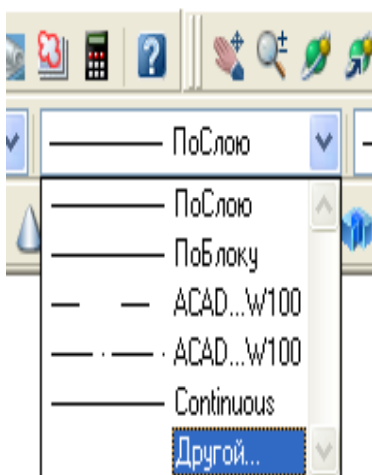 ПоСлою
ПоСлою
ПоБлоку
ACAD...W100
ACAD...W100
Continuous
Другой...